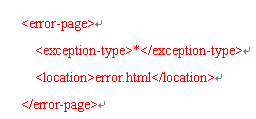 <error-page>
<exception-type>*</exception-type>
<location>error.html</location>
</error-page>